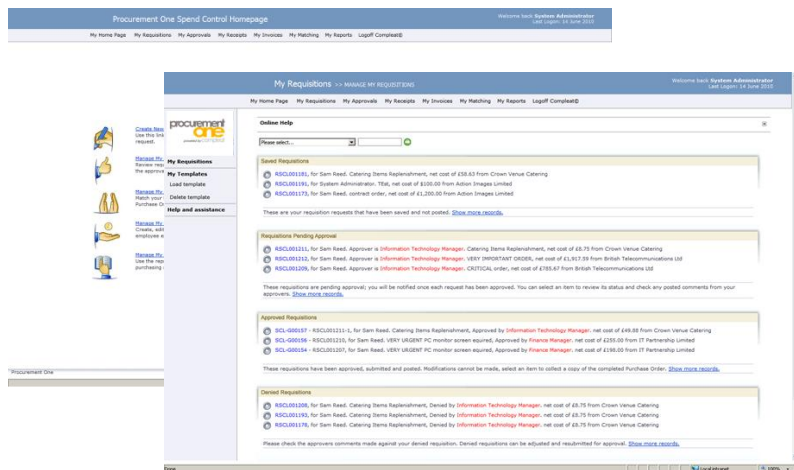 Procurement One Spend Control Homepage
Welcome back System Administrator
Last Logon: 14 June 2010
My Home Page My Requisitions My Approvals My Receipts My Invoices My Matching My Reports Logoff Compleat©
My Requisitions >> MANAGE MY REQUISITIONS
Welcome back System Administrator
Last Logon: 14 June 2010
My Home Page My Requisitions My Approvals My Receipts My Invoices My Matching My Reports Logoff Compleat©
Create New
Use this link
request.
Manage My
Review requ
the approva
Manage My
Match your
Purchase Or
Manage My
Create, edit
employee e
Manage My
Use the rep
purchasing
Procurement One
procurement
one
powered by compleat
My Requisitions
My Templates
Load template
Delete template
Help and assistance
Online Help
Please select...
Saved Requisitions
RSCL001181, for Sam Reed. Catering Items Replenishment, net cost of £58.63 from Crown Venue Catering
RSCL001191, for System Administrator. TEst, net cost of $100.00 from Action Images Limited
RSCL001173, for Sam Reed. contract order, net cost of £1,200.00 from Action Images Limited
These are your requisition requests that have been saved and not posted. Show more records.
Requisitions Pending Approval
RSCL001211, for Sam Reed. Approver is Information Technology Manager. Catering Items Replenishment, net cost of £8.75 from Crown Venue Catering
RSCL001212, for Sam Reed. Approver is Information Technology Manager. VERY IMPORTANT ORDER, net cost of £1,917.59 from British Telecommunications Ltd
RSCL001209, for Sam Reed. Approver is Information Technology Manager. CRITICAL order, net cost of £785.67 from British Telecommunications Ltd
These requisitions are pending approval; you will be notified once each request has been approved. You can select an item to review its status and check any posted comments from your
approvers. Show more records.
Approved Requisitions
SCL-G00157 - RSCL001211-1, for Sam Reed. Catering Items Replenishment, Approved by Information Technology Manager. net cost of £49.88 from Crown Venue Catering
SCL-G00156 - RSCL001210, for Sam Reed. VERY URGENT PC monitor screen equired, Approved by Finance Manager. net cost of £255.00 from IT Partnership Limited
SCL-G00154 - RSCL001207, for Sam Reed. VERY URGENT PC monitor screen equired, Approved by Finance Manager. net cost of £198.00 from IT Partnership Limited
These requisitions have been approved, submitted and posted. Modifications cannot be made, select an item to collect a copy of the completed Purchase Order. Show more records.
Denied Requisitions
RSCL001208, for Sam Reed. Catering Items Replenishment, Denied by Information Technology Manager. net cost of £8.75 from Crown Venue Catering
RSCL001193, for Sam Reed. Catering Items Replenishment, Denied by Information Technology Manager. net cost of £8.75 from Crown Venue Catering
RSCL001178, for Sam Reed. Catering Items Replenishment, Denied by Information Technology Manager. net cost of £8.75 from Crown Venue Catering
Please check the approvers comments made against your denied requisition. Denied requisitions can be adjusted and resubmitted for approval. Show more records.
Done
Local intranet
100%